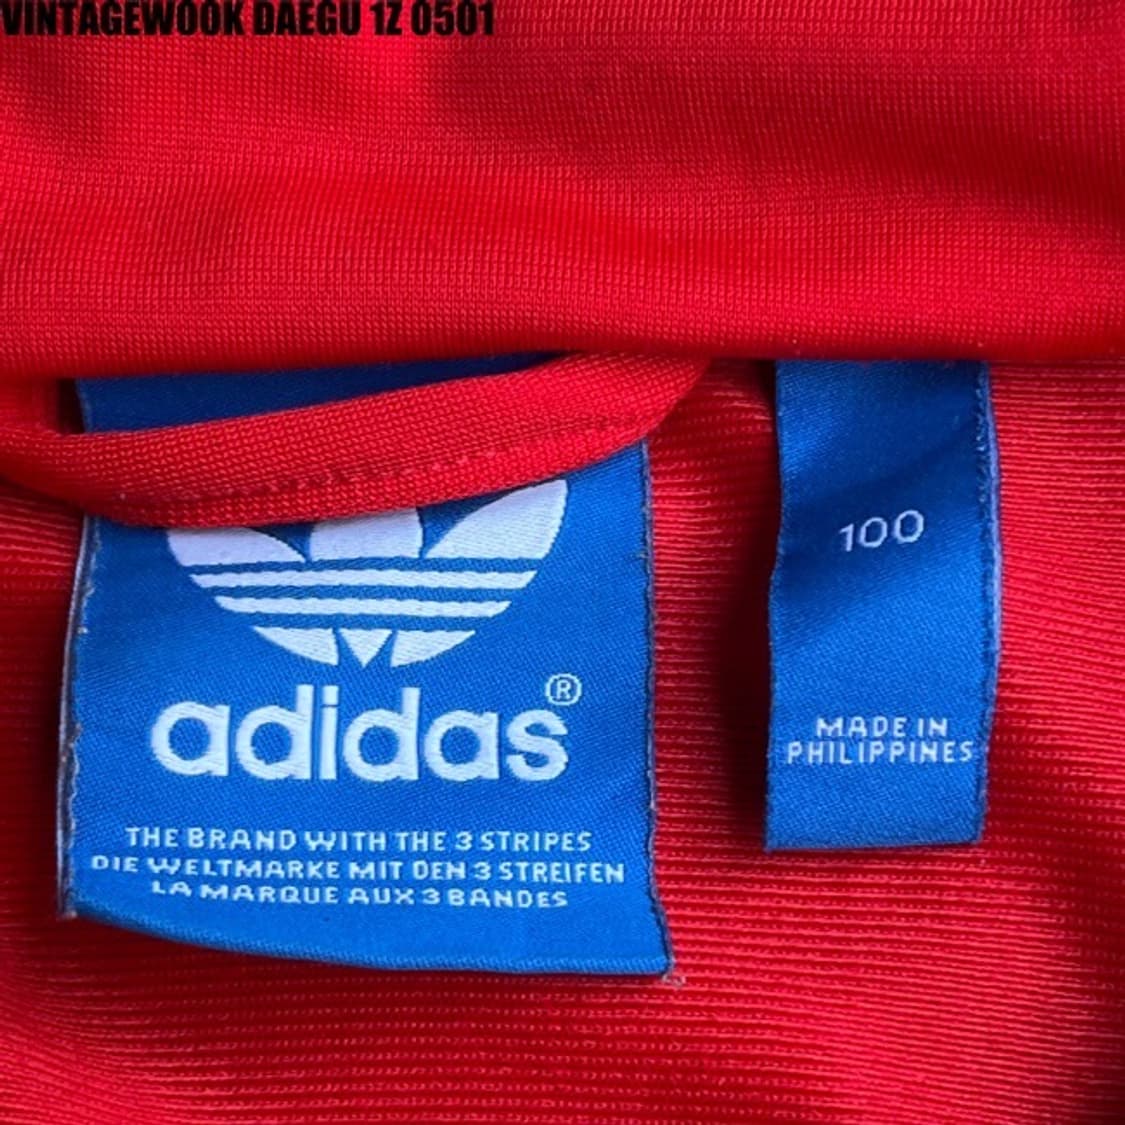 VINTAGEWOOK DAEGU 1Z 0501
adidas®
THE BRAND WITH THE 3 STRIPES
DIE WELTMARKE MIT DEN 3 STREIFEN
LA MARQUE AUX 3 BANDES
100
MADE IN
PHILIPPINES